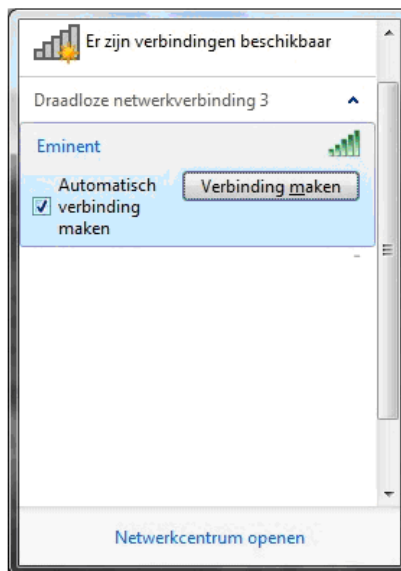 Er zijn verbindingen beschikbaar
Draadloze netwerkverbinding 3
Eminent
Automatisch
verbinding
maken
Verbinding maken
Netwerkcentrum openen